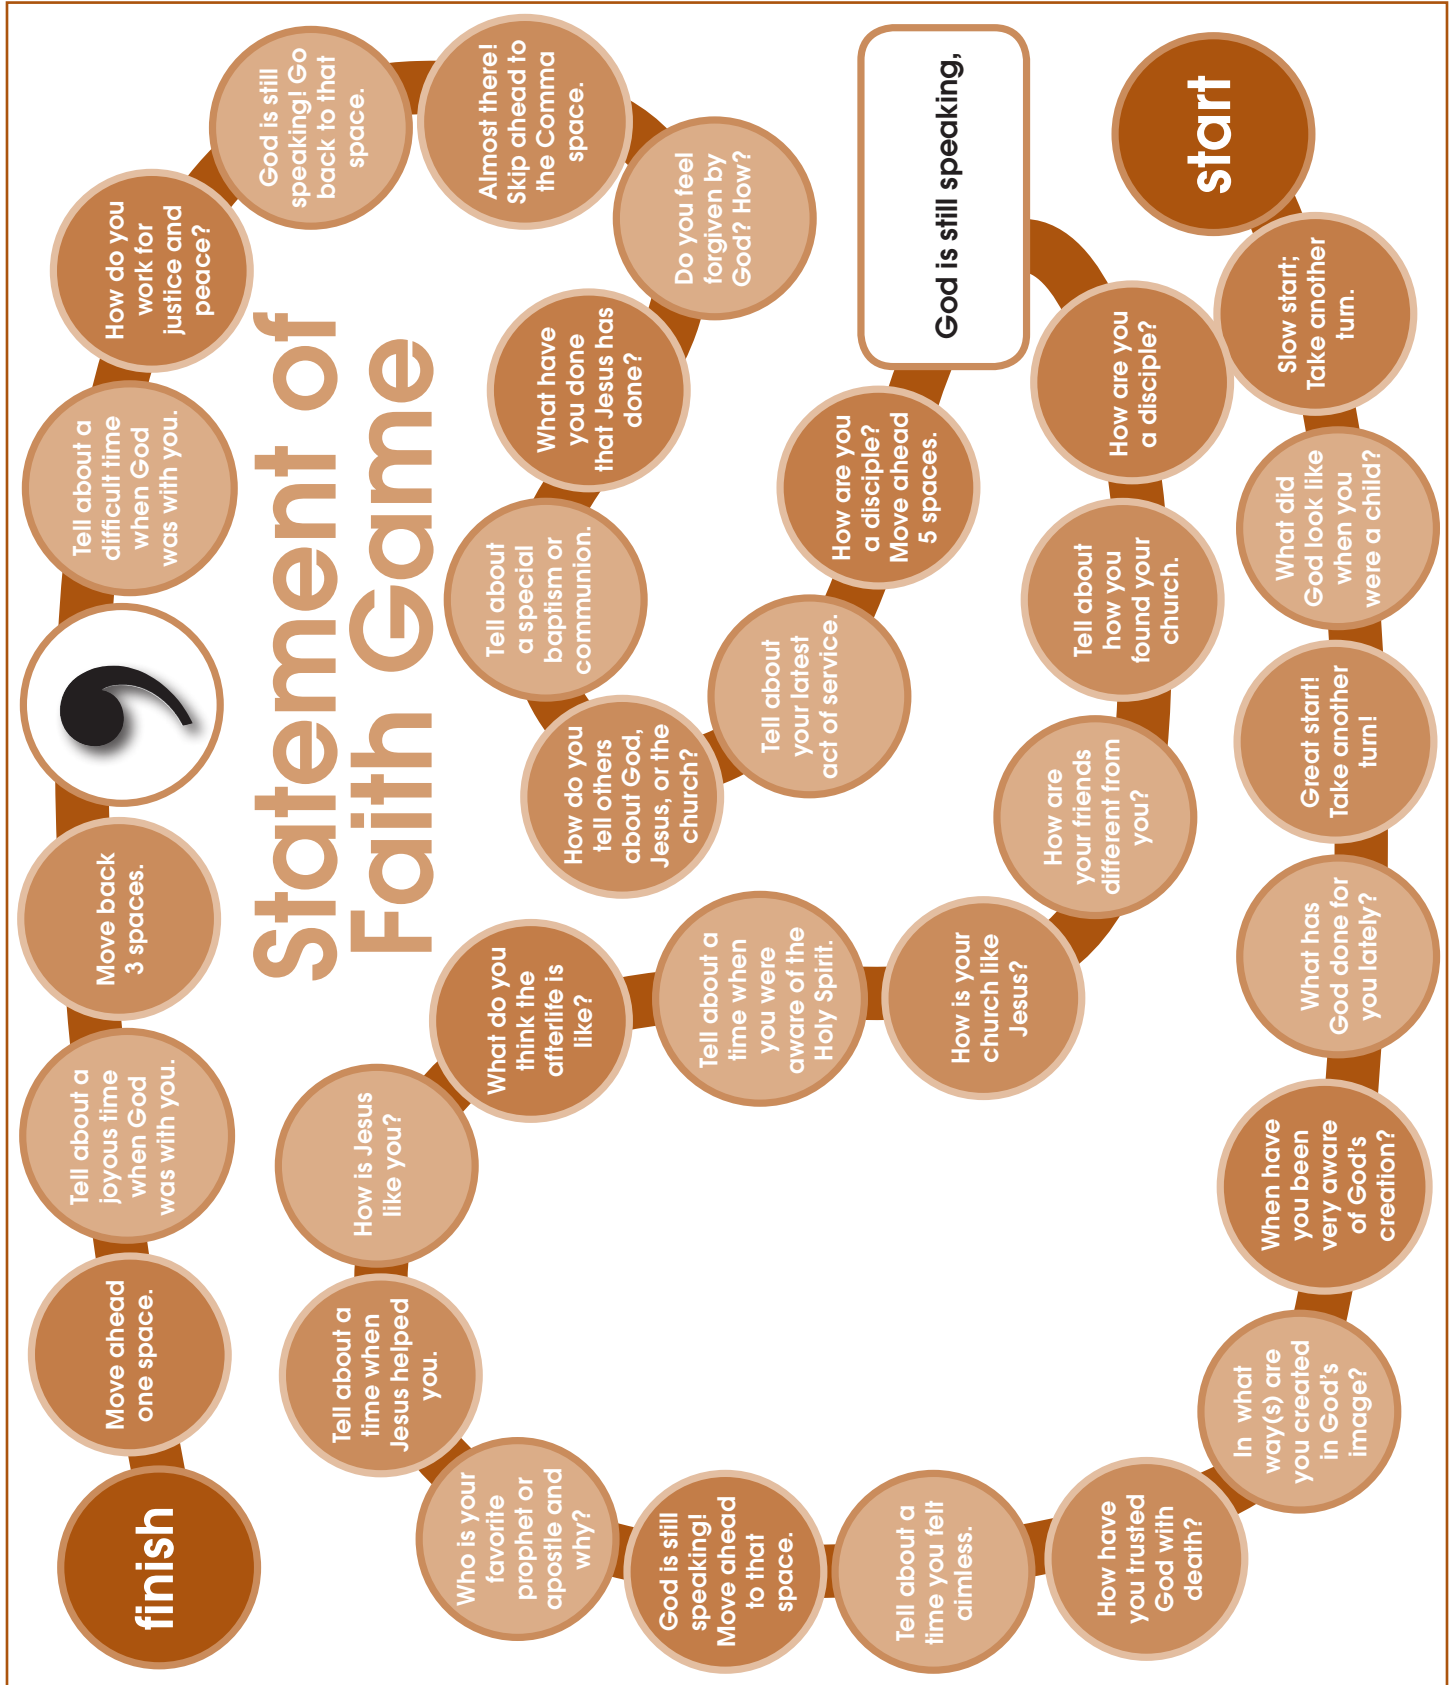 Statement of
Faith Game
start
Slow start;
Take another
turn.
What did
God look like
when you
were a child?
Great start!
Take another
turn!
What has
God done for
you lately?
When have
you been
very aware
of God's
creation?
In what
way(s) are
you created
in God's
image?
How have
you trusted
God with
death?
Tell about a
time you felt
aimless.
God is still
speaking!
Move ahead
to that
space.
Who is your
favorite
prophet or
apostle and
why?
Tell about a
time when
Jesus helped
you.
How is Jesus
like you?
What do you
think the
afterlife is
like?
Tell about a
time when
you were
aware of the
Holy Spirit.
How is your
church like
Jesus?
How are
your friends
different from
you?
Tell about
how you
found your
church.
How are you
a disciple?
God is still speaking,
How are you
a disciple?
Move ahead
5 spaces.
Tell about
your latest
act of service.
How do you
tell others
about God,
Jesus, or the
church?
Tell about
a special
baptism or
communion.
What have
you done
that Jesus has
done?
Do you feel
forgiven by
God? How?
Almost there!
Skip ahead to
the Comma
space.
God is still
speaking! Go
back to that
space.
How do you
work for
justice and
peace?
Tell about a
difficult time
when God
was with you.
,
Move back
3 spaces.
Tell about a
joyous time
when God
was with you.
Move ahead
one space.
finish